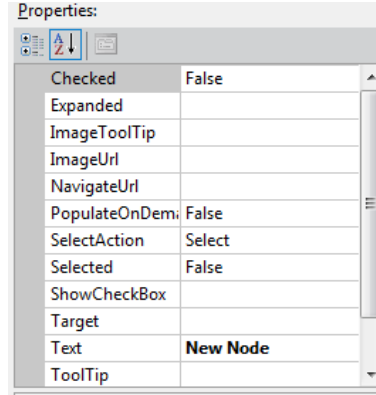 Properties:
Checked False
Expanded
ImageToolTip
ImageUrl
NavigateUrl
PopulateOnDema False
SelectAction Select
Selected False
ShowCheckBox
Target
Text New Node
ToolTip